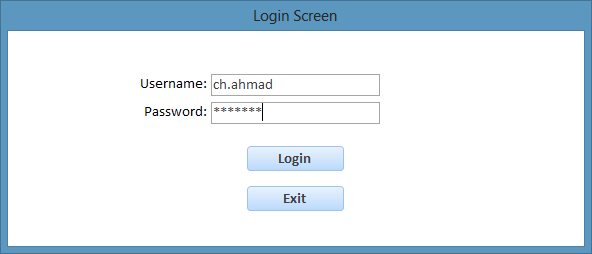 Login Screen
Username: ch.ahmad
Password: *******
Login
Exit